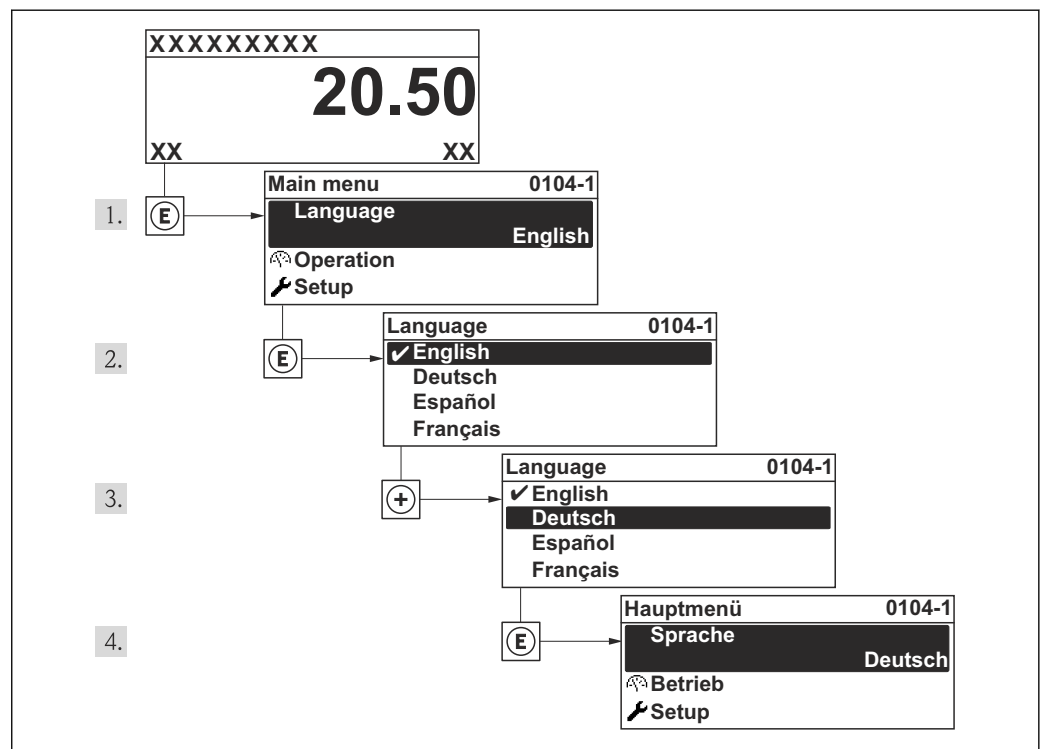 XXXXXXXXX
20.50
XX XX
1. E
Main menu 0104-1
Language
English
Operation
Setup
2. E
Language 0104-1
✔English
Deutsch
Español
Français
3. +
Language 0104-1
✔English
Deutsch
Español
Français
4. E
Hauptmenü 0104-1
Sprache
Deutsch
Betrieb
Setup